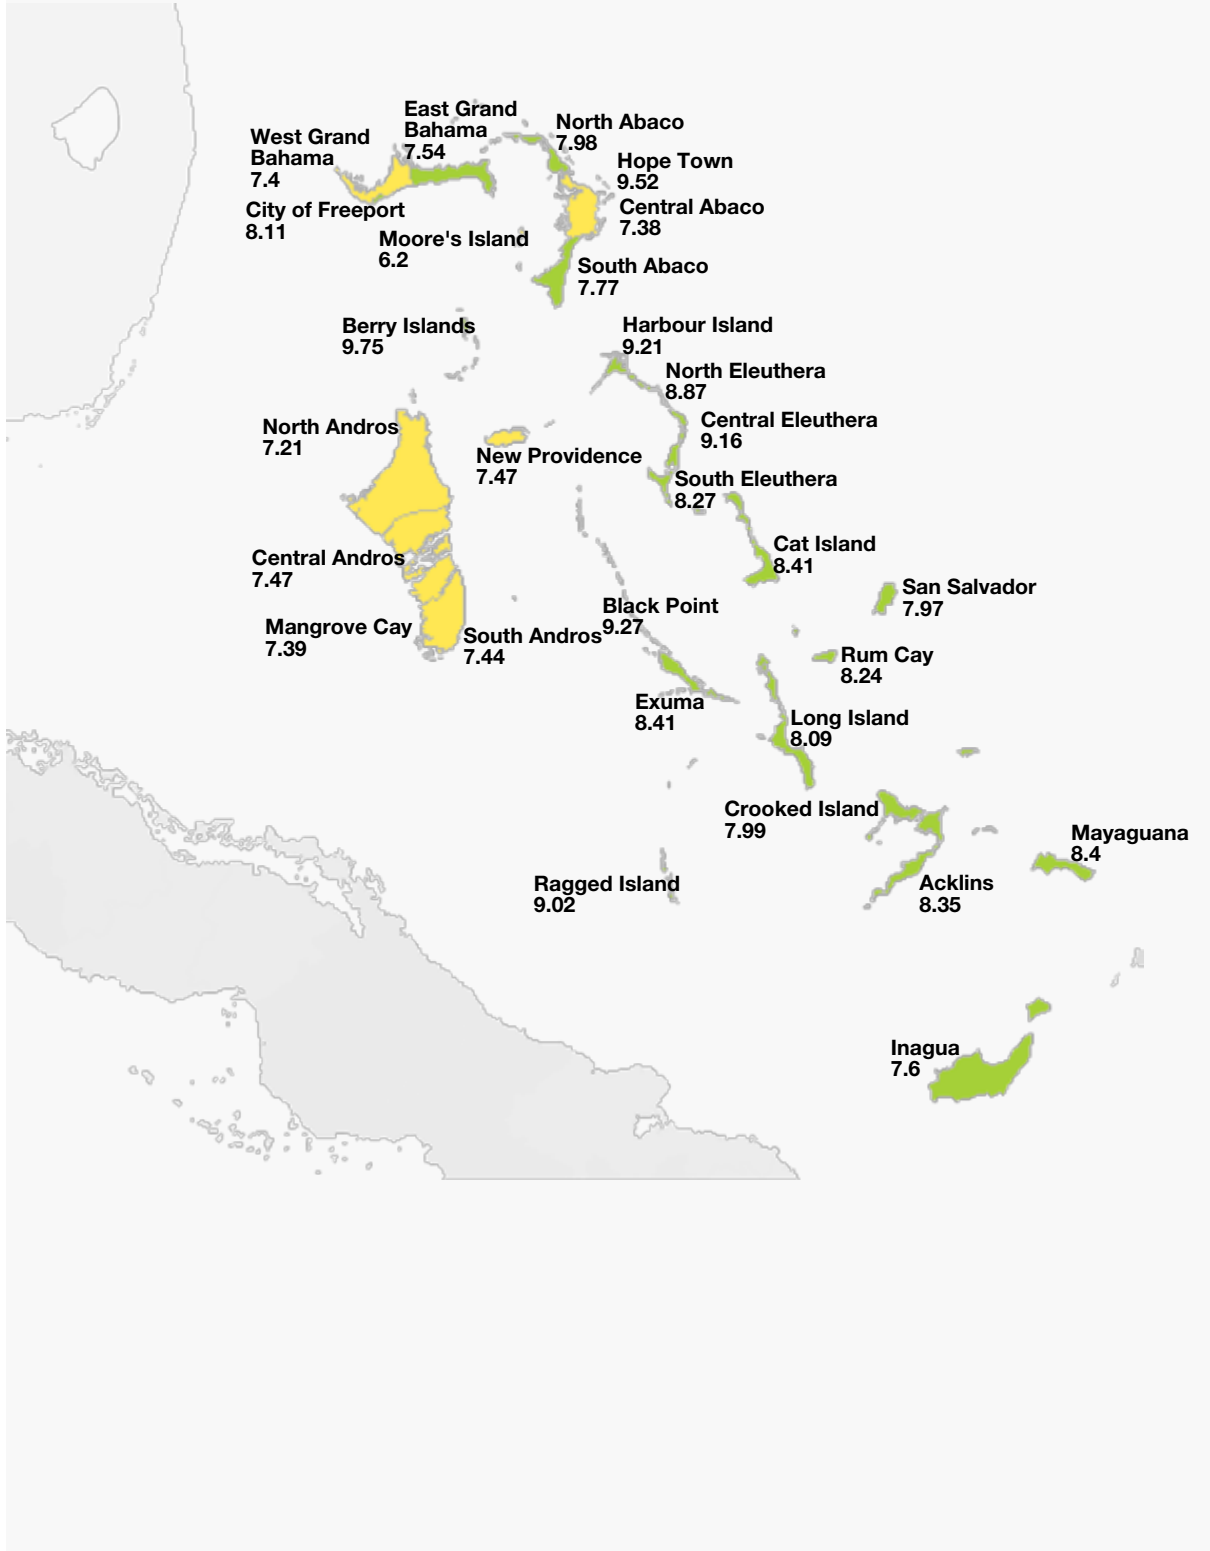 East Grand
Bahama
7.54
North Abaco
7.98
West Grand
Bahama
7.4
Hope Town
9.52
City of Freeport
8.11
Central Abaco
7.38
Moore's Island
6.2
South Abaco
7.77
Berry Islands
9.75
Harbour Island
9.21
North Eleuthera
8.87
North Andros
7.21
Central Eleuthera
9.16
New Providence
7.47
South Eleuthera
8.27
Central Andros
7.47
Cat Island
8.41
San Salvador
7.97
Black Point
9.27
Mangrove Cay
7.39
South Andros
7.44
Rum Cay
8.24
Exuma
8.41
Long Island
8.09
Crooked Island
7.99
Mayaguana
8.4
Ragged Island
9.02
Acklins
8.35
Inagua
7.6